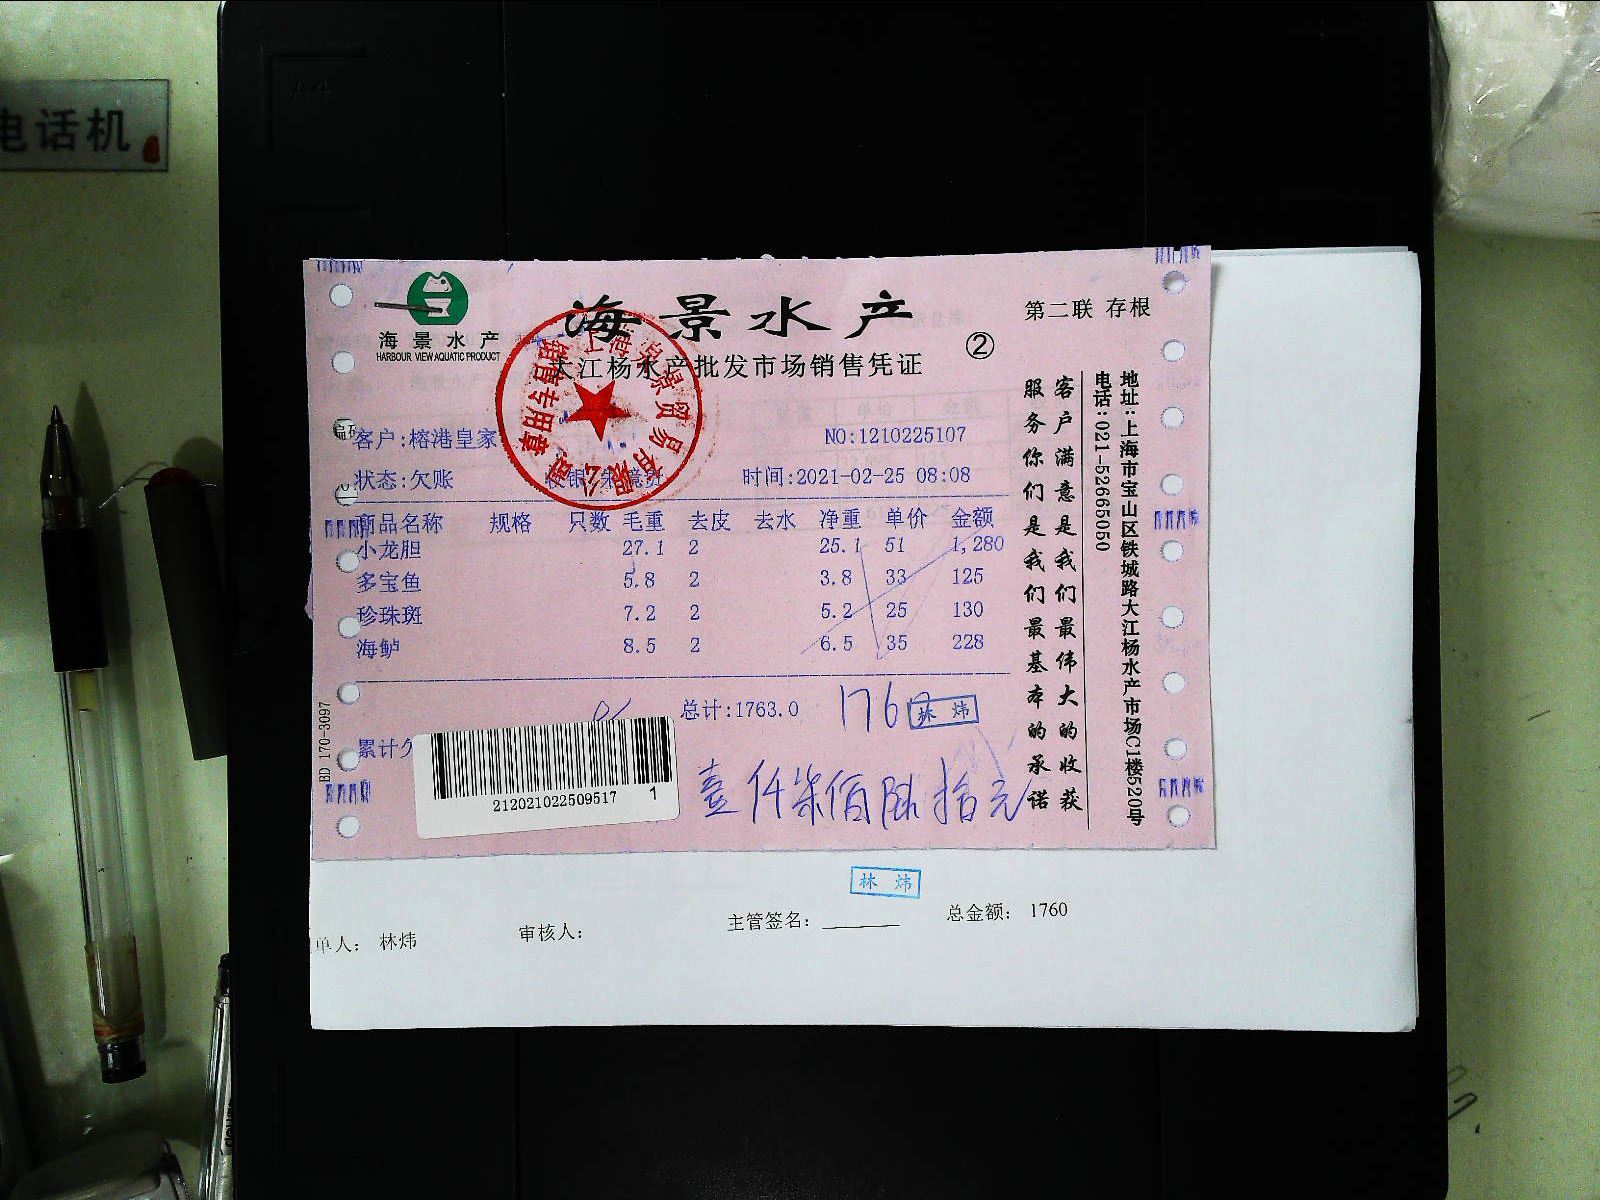 电话机
海景水产
HARBOUR VIEW AQUATIC PRODUCT
海景水产
第二联 存根
②
大江杨水产批发市场销售凭证
销售专用章
客户:榕港皇家
NO:1210225107
状态:欠账
时间:2021-02-25 08:08
商品名称 规格 只数 毛重 去皮 去水 净重 单价 金额
小龙胆 27.1 2 25.1 51 1,280
多宝鱼 5.8 2 3.8 33 125
珍珠斑 7.2 2 5.2 25 130
海鲈 8.5 2 6.5 35 228
总计:1763.0
176
林炜
累计欠
212021022509517 1
壹仟柒佰陆拾元
BD 170-3097
客户满意是我们最伟大的收获
服务你们是我们最基本的承诺
地址:上海市宝山区铁城路大江杨水产市场C1楼520号
电话:021-52665050
林炜
单人: 林炜
审核人:
主管签名:
总金额: 1760